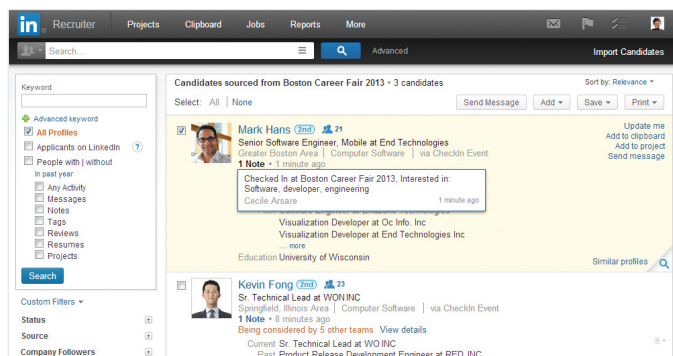 in Recruiter Projects Clipboard Jobs Reports More
Search... Advanced Import Candidates
Keyword
Advanced keyword
All Profiles
Applicants on LinkedIn ?
People with | without
In past year
Any Activity
Messages
Notes
Tags
Reviews
Resumes
Projects
Search
Custom Filters
Status
Source
Company Followers
Candidates sourced from Boston Career Fair 2013 • 3 candidates Sort by: Relevance
Select: All | None Send Message Add Save Print
Mark Hans 2nd 21 Update me
Senior Software Engineer, Mobile at End Technologies Add to clipboard
Greater Boston Area | Computer Software | via CheckIn Event Add to project
1 Note • 1 minute ago Send message
Checked In at Boston Career Fair 2013, Interested in:
Software, developer, engineering
Cecile Arsare 1 minute ago
Visualization Developer at Oc Info. Inc
Visualization Developer at End Technologies Inc
... more
Education University of Wisconsin
Similar profiles
Kevin Fong 2nd 23
Sr. Technical Lead at WON INC
Springfield, Illinois Area | Computer Software | via CheckIn Event
1 Note • 8 minutes ago
Being considered by 5 other teams View details
Current Sr. Technical Lead at WO INC
Past Product Release Development Engineer at RED, INC